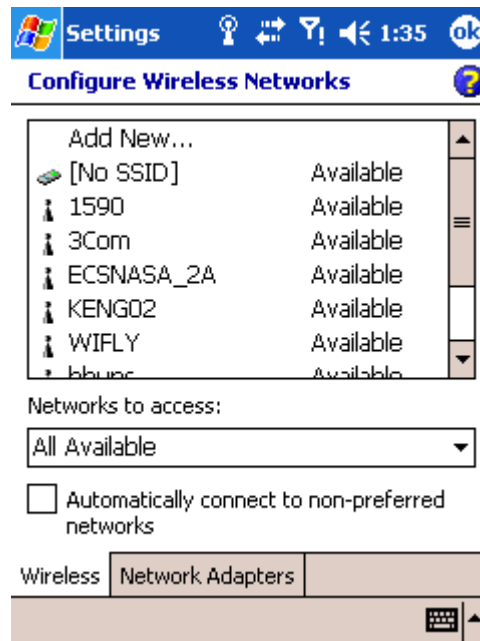 Settings 1:35 ok
Configure Wireless Networks ?
Add New...
[No SSID] Available
1590 Available
3Com Available
ECSNASA_2A Available
KENG02 Available
WIFLY Available
Available
Networks to access:
All Available
Automatically connect to non-preferred
networks
Wireless Network Adapters